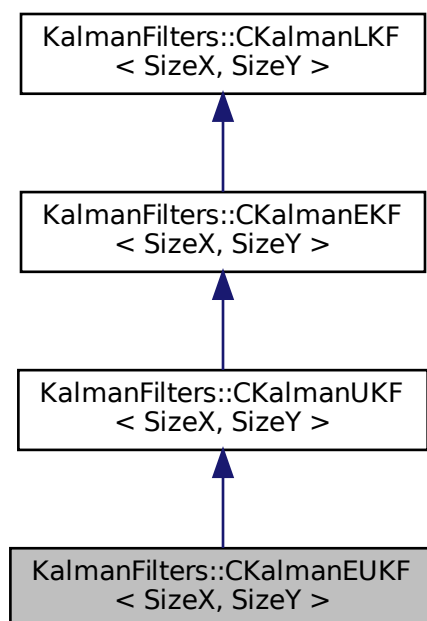 KalmanFilters::CKalmanLKF
< SizeX, SizeY >
KalmanFilters::CKalmanEKF
< SizeX, SizeY >
KalmanFilters::CKalmanUKF
< SizeX, SizeY >
KalmanFilters::CKalmanEUKF
< SizeX, SizeY >